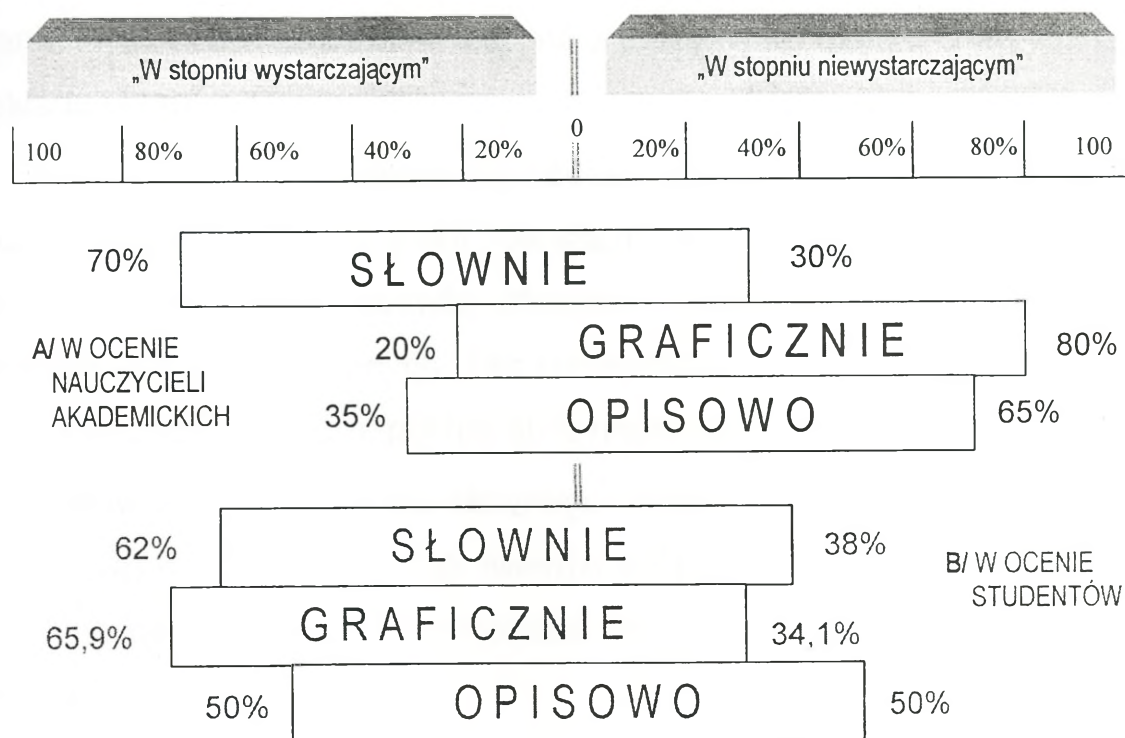 „W stopniu wystarczającym” „W stopniu niewystarczającym”
100 80% 60% 40% 20% 0 20% 40% 60% 80% 100
70% SŁOWNIE 30%
20% GRAFICZNIE 80%
A/ W OCENIE
NAUCZYCIELI
AKADEMICKICH
35% OPISOWO 65%
62% SŁOWNIE 38%
B/ W OCENIE
STUDENTÓW
65,9% GRAFICZNIE 34,1%
50% OPISOWO 50%